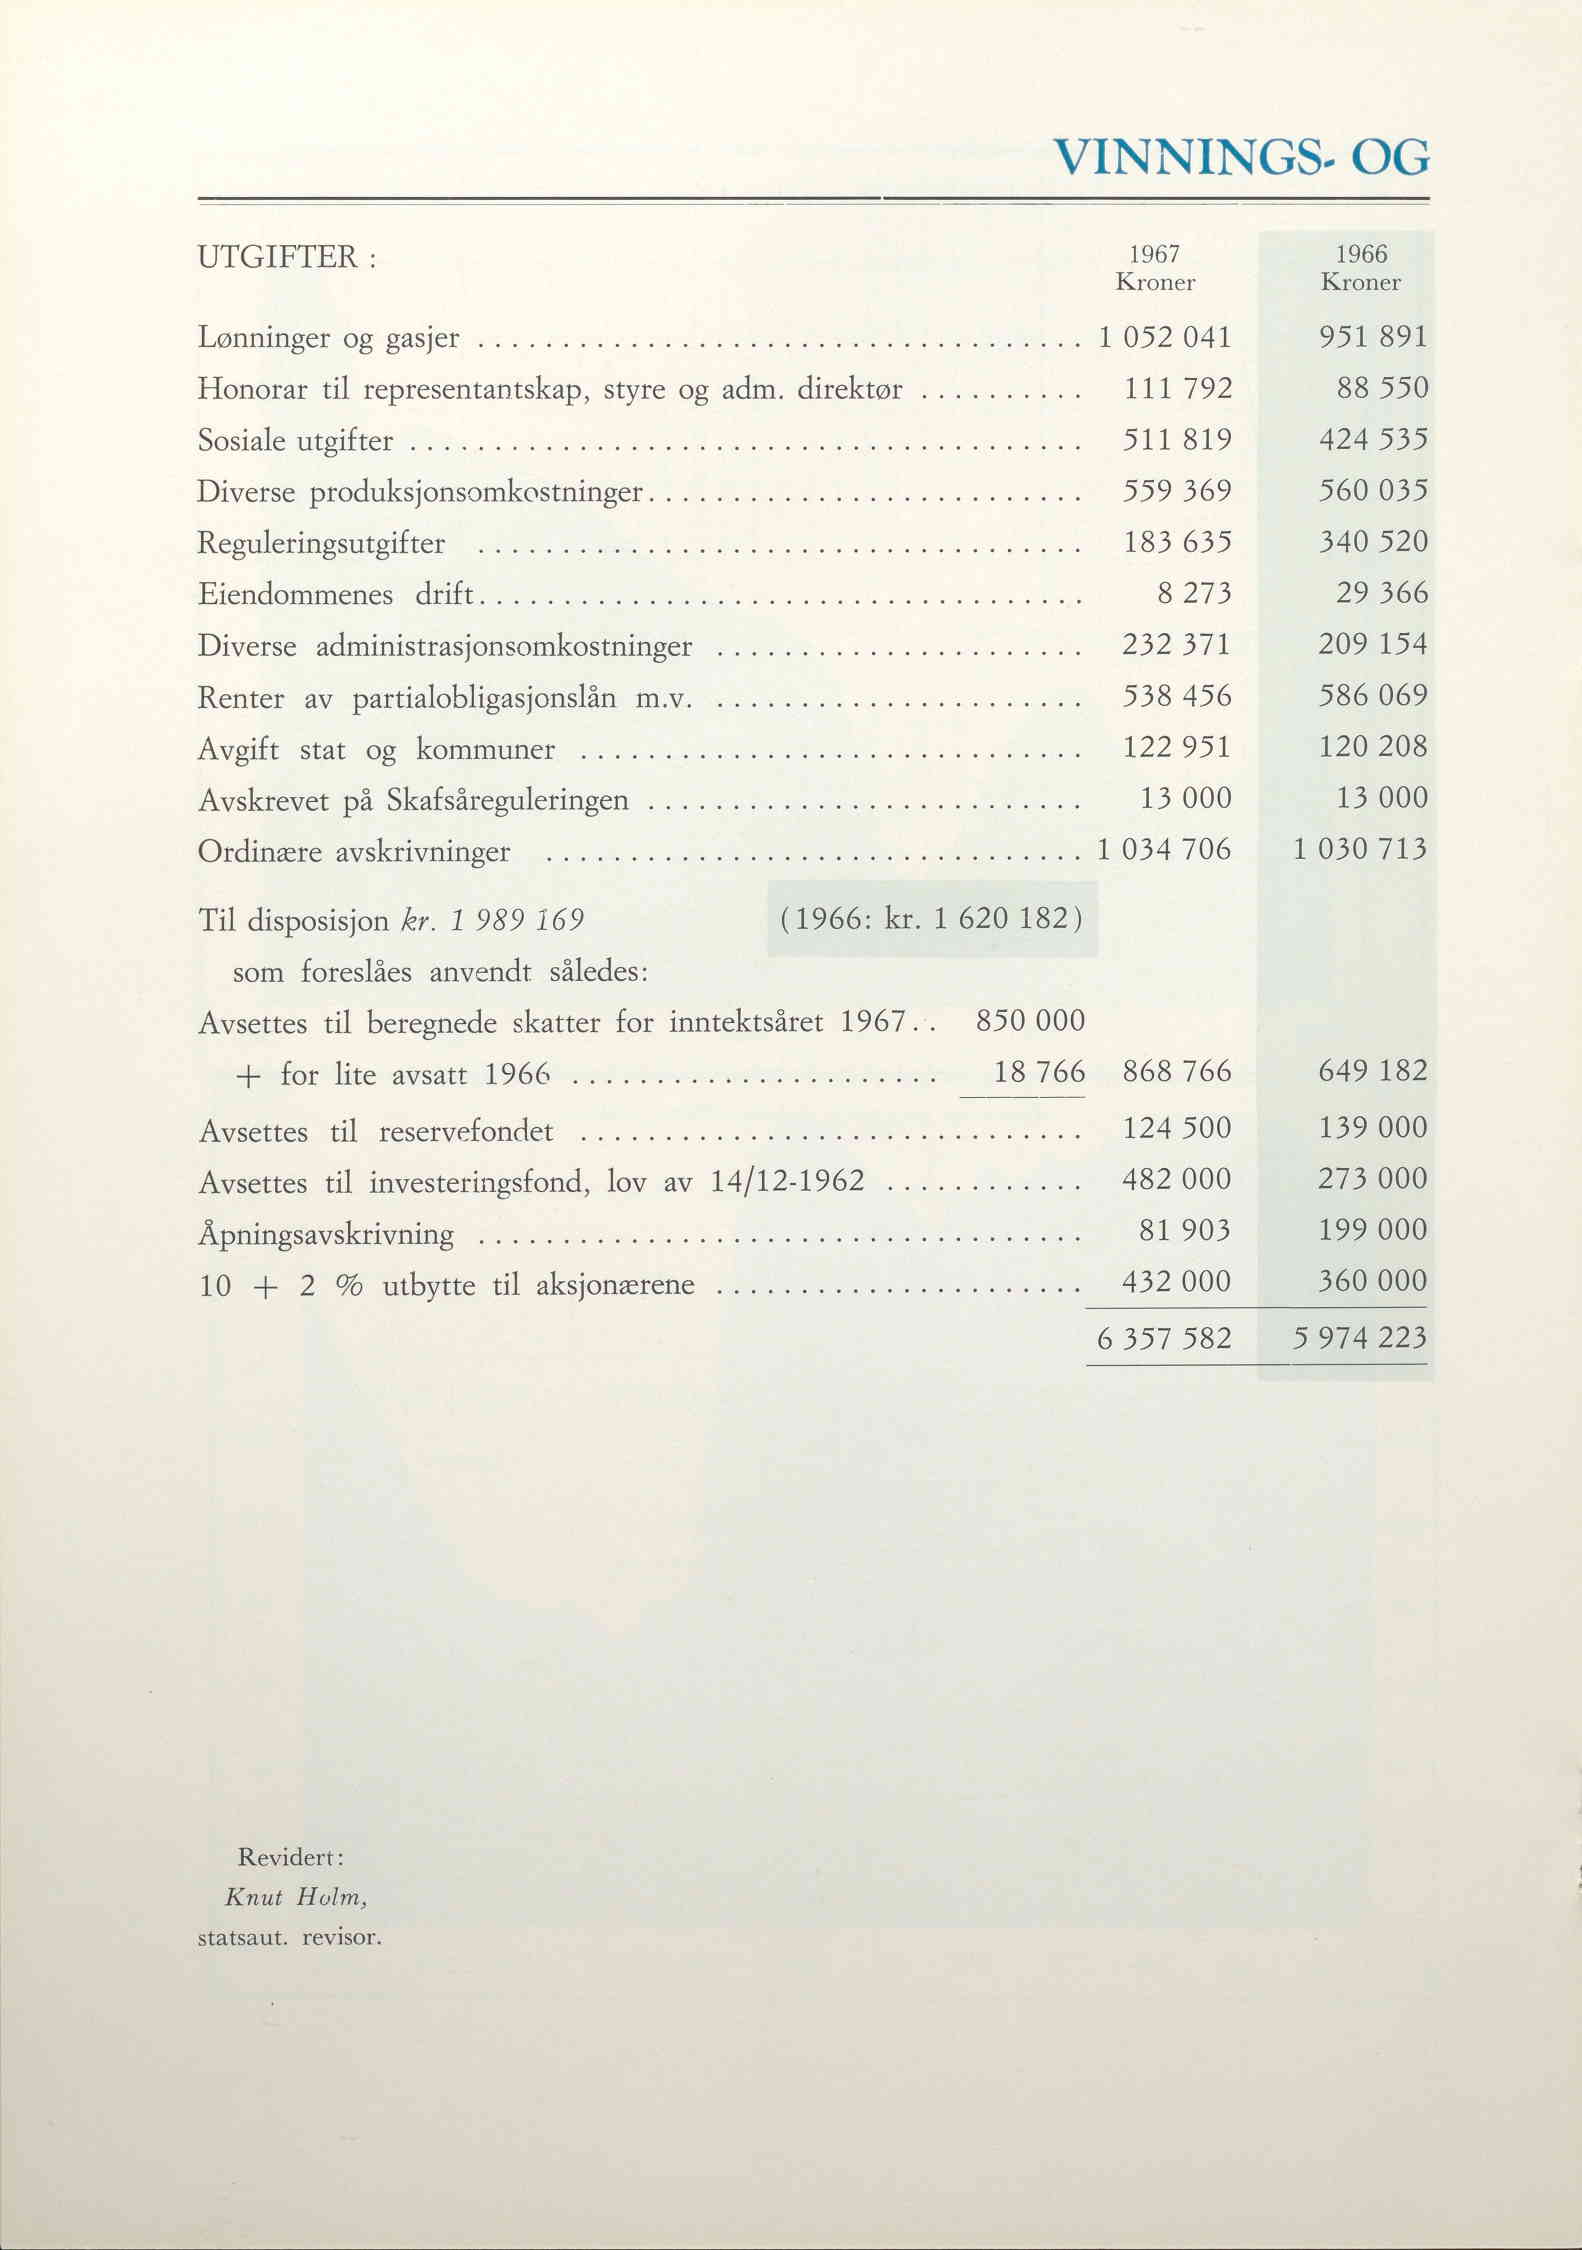 VINNINGS- OG
UTGIFTER : 1967 1966
Kroner Kroner
Lønninger og gasjer . . . . . . . . . . . . . . . . . . . . . . . . . . . . . . . . . . . . 1 052 041 951 891
Honorar til representantskap, styre og adm. direktør . . . . . . . . . . 111 792 88 550
Sosiale utgifter . . . . . . . . . . . . . . . . . . . . . . . . . . . . . . . . . . . . . . . . 511 819 424 535
Diverse produksjonsomkostninger. . . . . . . . . . . . . . . . . . . . . . . . . . 559 369 560 035
Reguleringsutgifter . . . . . . . . . . . . . . . . . . . . . . . . . . . . . . . . . . . . 183 635 340 520
Eiendommenes drift. . . . . . . . . . . . . . . . . . . . . . . . . . . . . . . . . . . . 8 273 29 366
Diverse administrasjonsomkostninger . . . . . . . . . . . . . . . . . . . . . . 232 371 209 154
Renter av partialobligasjonslån m.v. . . . . . . . . . . . . . . . . . . . . . . . 538 456 586 069
Avgift stat og kommuner . . . . . . . . . . . . . . . . . . . . . . . . . . . . . . 122 951 120 208
Avskrevet på Skafsåreguleringen . . . . . . . . . . . . . . . . . . . . . . . . . . 13 000 13 000
Ordinære avskrivninger . . . . . . . . . . . . . . . . . . . . . . . . . . . . . . . . 1 034 706 1 030 713
Til disposisjon kr. 1 989 169 (1966: kr. 1 620 182)
som foreslåes anvendt således:
Avsettes til beregnede skatter for inntektsåret 1967. . 850 000
+ for lite avsatt 1966 . . . . . . . . . . . . . . . . . . . . . . 18 766 868 766 649 182
Avsettes til reservefondet . . . . . . . . . . . . . . . . . . . . . . . . . . . . . . 124 500 139 000
Avsettes til investeringsfond, lov av 14/12-1962 . . . . . . . . . . . . 482 000 273 000
Åpningsavskrivning . . . . . . . . . . . . . . . . . . . . . . . . . . . . . . . . . . . . 81 903 199 000
10 + 2 % utbytte til aksjonærene . . . . . . . . . . . . . . . . . . . . . . 432 000 360 000
6 357 582 5 974 223
Revidert:
Knut Holm,
statsaut. revisor.